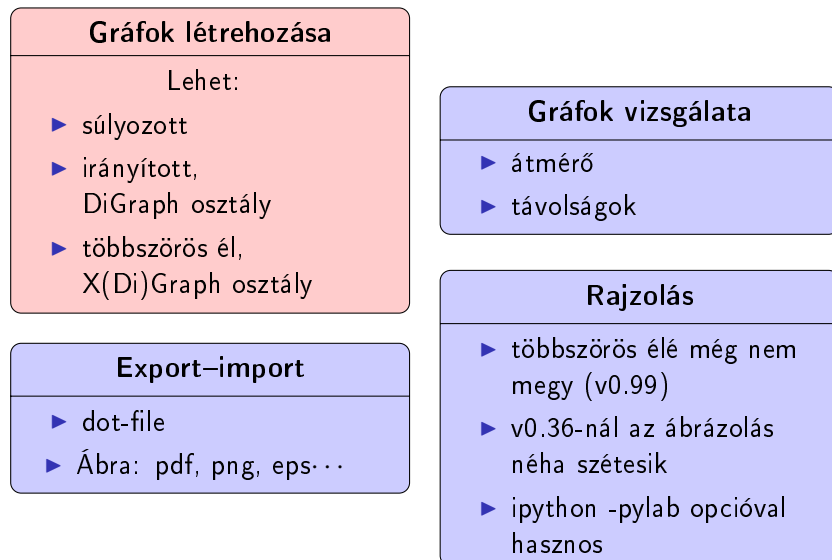 Gráfok létrehozása
Lehet:
▶ súlyozott
▶ irányított,
DiGraph osztály
▶ többszörös él,
X(Di)Graph osztály
Export–import
▶ dot-file
▶ Ábra: pdf, png, eps···
Gráfok vizsgálata
▶ átmérő
▶ távolságok
Rajzolás
▶ többszörös élé még nem
megy (v0.99)
▶ v0.36-nál az ábrázolás
néha szétesik
▶ ipython -pylab opcióval
hasznos